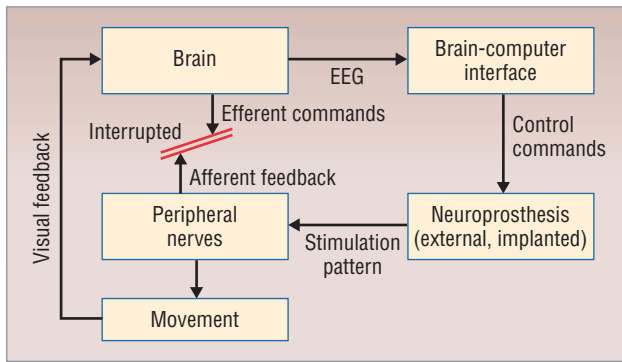 Brain
EEG
Brain-computer
interface
Efferent commands
Interrupted
Afferent feedback
Control
commands
Visual feedback
Peripheral
nerves
Stimulation
pattern
Neuroprosthesis
(external, implanted)
Movement